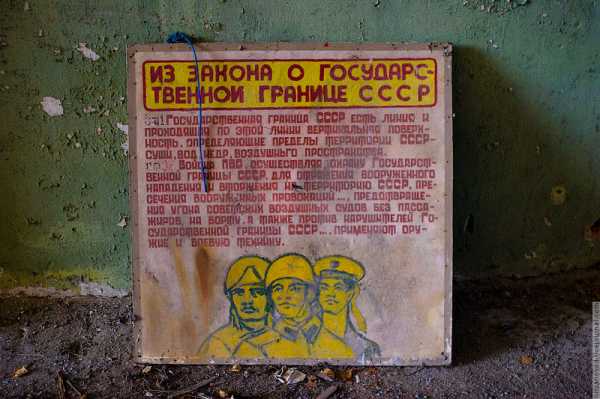 ИЗ ЗАКОНА О ГОСУДАРС-
ТВЕННОЙ ГРАНИЦЕ СССР
Государственная граница СССР есть линия и
проходящая по этой линии вертикальная поверх-
ность, определяющие пределы территории СССР-
суши, вод, недр, воздушного пространства.
Войска ПВО, осуществляя охрану Государст-
венной границы СССР, для отражения вооруженного
нападения и вторжения на территорию СССР, пре-
сечения вооруженных провокаций..., предотвраще-
ния угона советских воздушных судов без пасса-
жиров на борту, а также против нарушителей Го-
сударственной границы СССР..., применяют ору-
жие и боевую технику.